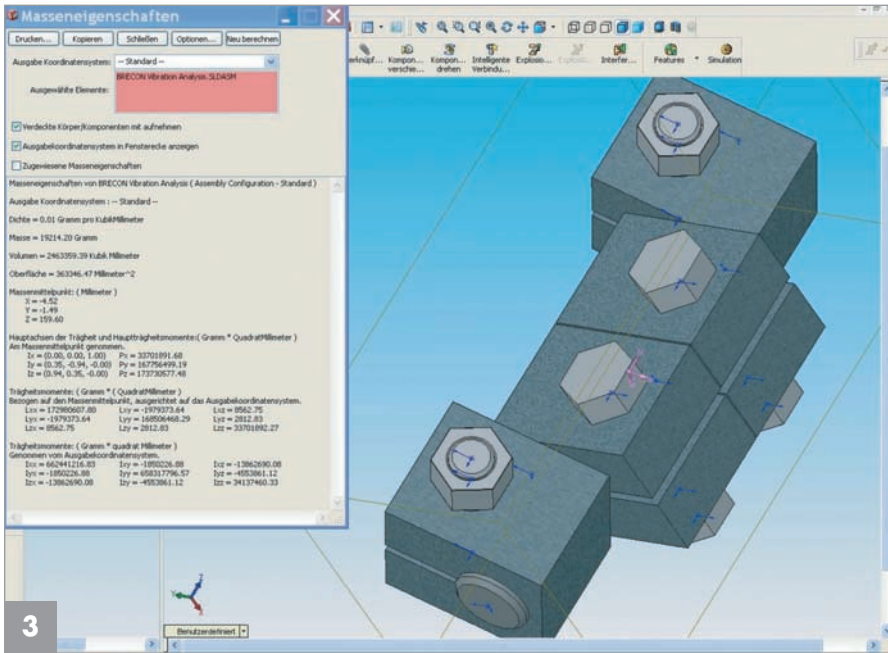 Masseneigenschaften
Drucken... Kopieren Schließen Optionen... Neu berechnen
Ausgabe Koordinatensystem: -- Standard --
BRECON Vibration Analysis.SLDASM
Ausgewählte Elemente:
Verdeckte Körper/Komponenten mit aufnehmen
Ausgabekoordinatensystem in Fensterecke anzeigen
Zugewiesene Masseneigenschaften
Masseneigenschaften von BRECON Vibration Analysis ( Assembly Configuration - Standard )
Ausgabe Koordinatensystem : -- Standard --
Dichte = 0.01 Gramm pro KubikMillimeter
Masse = 19214.20 Gramm
Volumen = 2463359.39 Kubik Millimeter
Oberfläche = 363346.47 Millimeter^2
Massenmittelpunkt: ( Millimeter )
X = -4.52
Y = -1.49
Z = 159.60
Hauptachsen der Trägheit und Hauptträgheitsmomente:( Gramm * QuadratMillimeter )
Am Massenmittelpunkt genommen.
Ix = (0.00, 0.00, 1.00) Px = 33701891.68
Iy = (0.35, -0.94, -0.00) Py = 167756499.19
Iz = (0.94, 0.35, -0.00) Pz = 173730577.48
Trägheitsmomente: ( Gramm * ( QuadratMillimeter )
Bezogen auf den Massenmittelpunkt, ausgerichtet auf das Ausgabekoordinatensystem.
Lxx = 172980607.80 Lxy = -1979373.64 Lxz = 8562.75
Lyx = -1979373.64 Lyy = 168506468.29 Lyz = 2812.83
Lzx = 8562.75 Lzy = 2812.83 Lzz = 33701892.27
Trägheitsmomente: ( Gramm * quadrat Millimeter )
Genommen vom Ausgabekoordinatensystem.
Ixx = 662441216.83 Ixy = -1850226.88 Ixz = -13862690.08
Iyx = -1850226.88 Iyy = 658317796.57 Iyz = -4553861.12
Izx = -13862690.08 Izy = -4553861.12 Izz = 34137460.33
erknüpf... Kompon... Kompon... Intelligente Explosio... Interfer... Features Simulation
verschie... drehen Verbindu...
Benutzerdefiniert
3